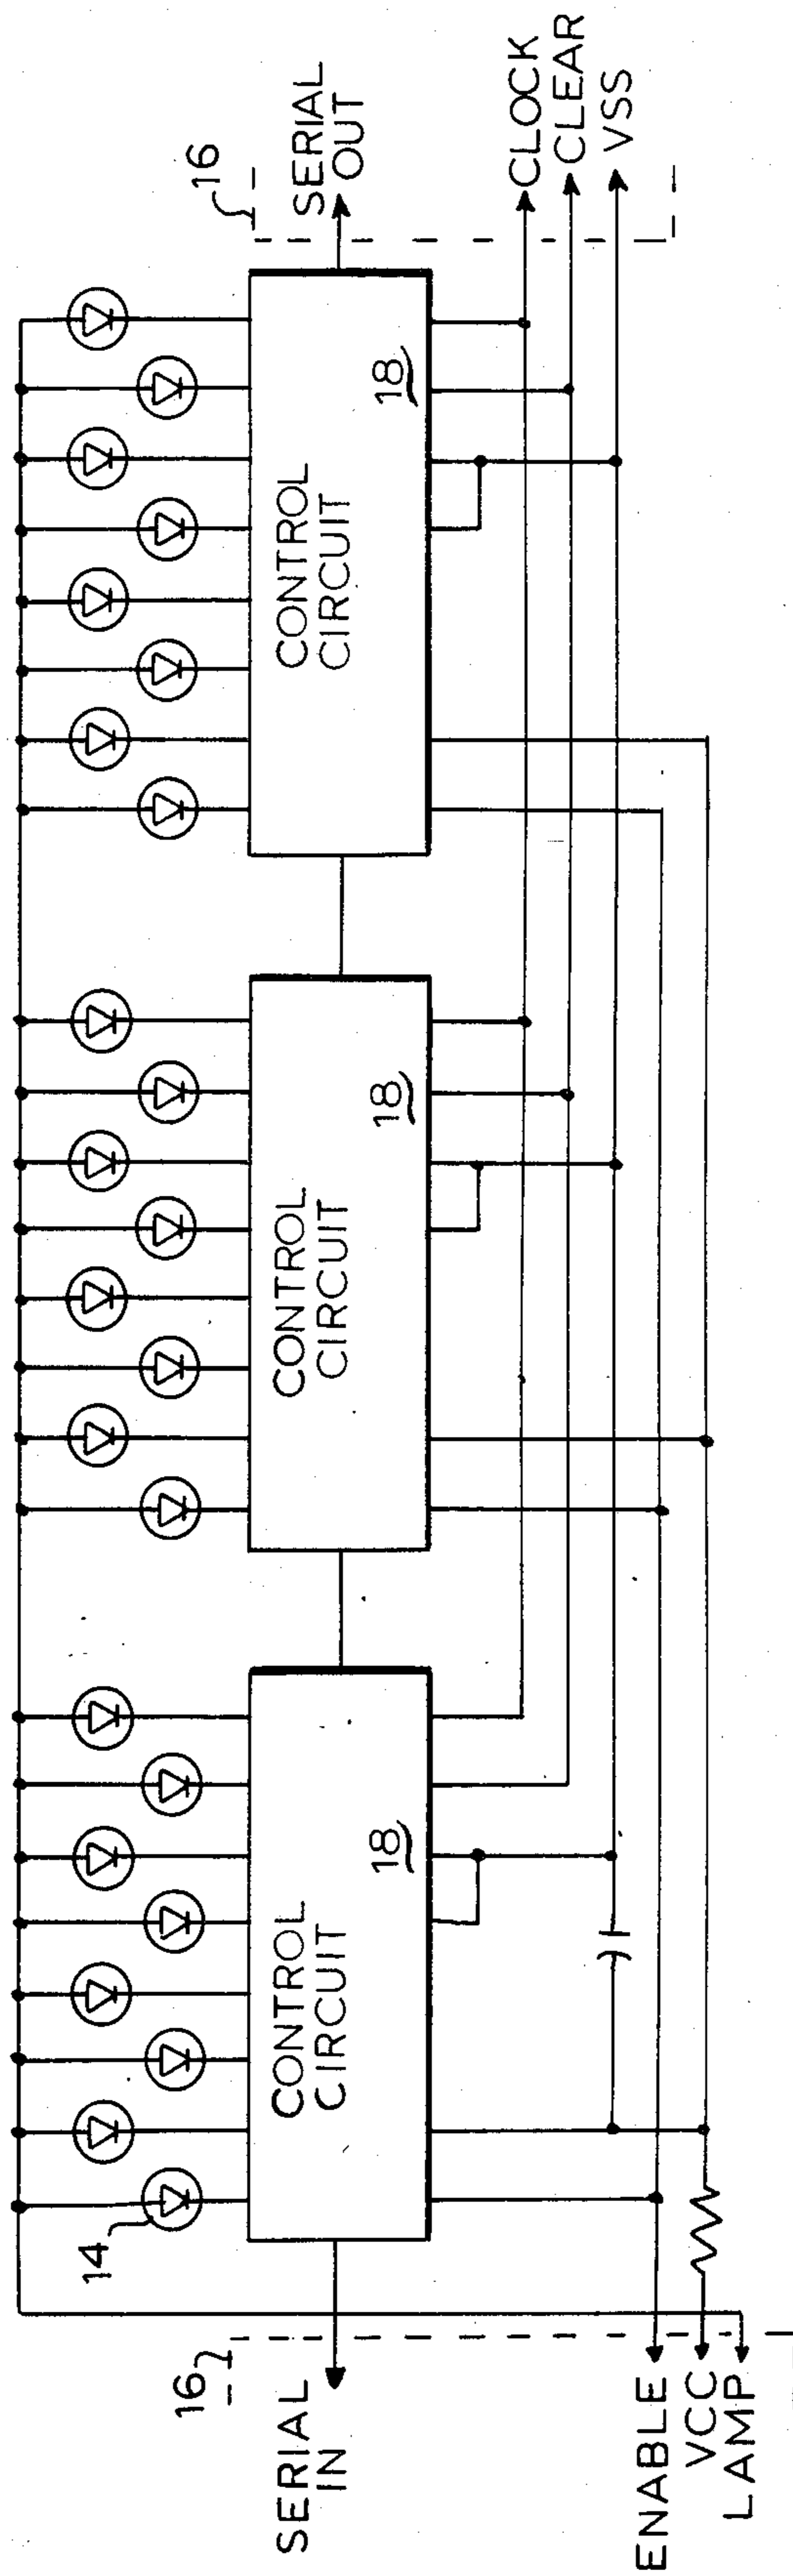 16
SERIAL
OUT
CLOCK
CLEAR
VSS
CONTROL
CIRCUIT
18
CONTROL
CIRCUIT
18
CONTROL
CIRCUIT
18
14
16
SERIAL
IN
ENABLE
VCC
LAMP